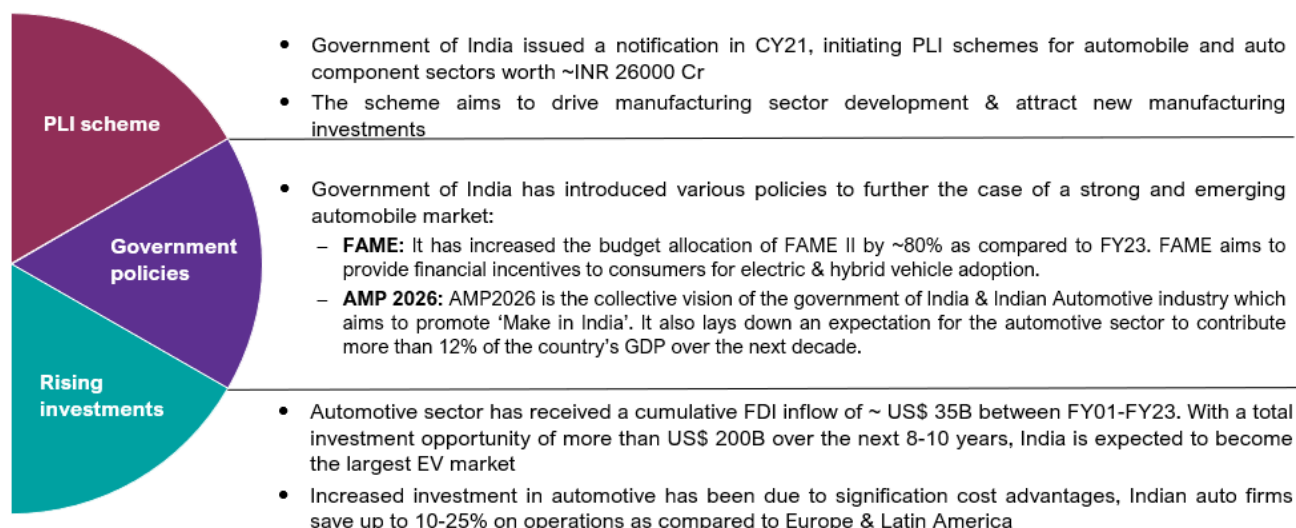 PLI scheme
• Government of India issued a notification in CY21, initiating PLI schemes for automobile and auto
component sectors worth ~INR 26000 Cr
• The scheme aims to drive manufacturing sector development & attract new manufacturing
investments
Government
policies
• Government of India has introduced various policies to further the case of a strong and emerging
automobile market:
– FAME: It has increased the budget allocation of FAME II by ~80% as compared to FY23. FAME aims to
provide financial incentives to consumers for electric & hybrid vehicle adoption.
– AMP 2026: AMP2026 is the collective vision of the government of India & Indian Automotive industry which
aims to promote ‘Make in India’. It also lays down an expectation for the automotive sector to contribute
more than 12% of the country’s GDP over the next decade.
Rising
investments
• Automotive sector has received a cumulative FDI inflow of ~ US$ 35B between FY01-FY23. With a total
investment opportunity of more than US$ 200B over the next 8-10 years, India is expected to become
the largest EV market
• Increased investment in automotive has been due to signification cost advantages, Indian auto firms
save up to 10-25% on operations as compared to Europe & Latin America